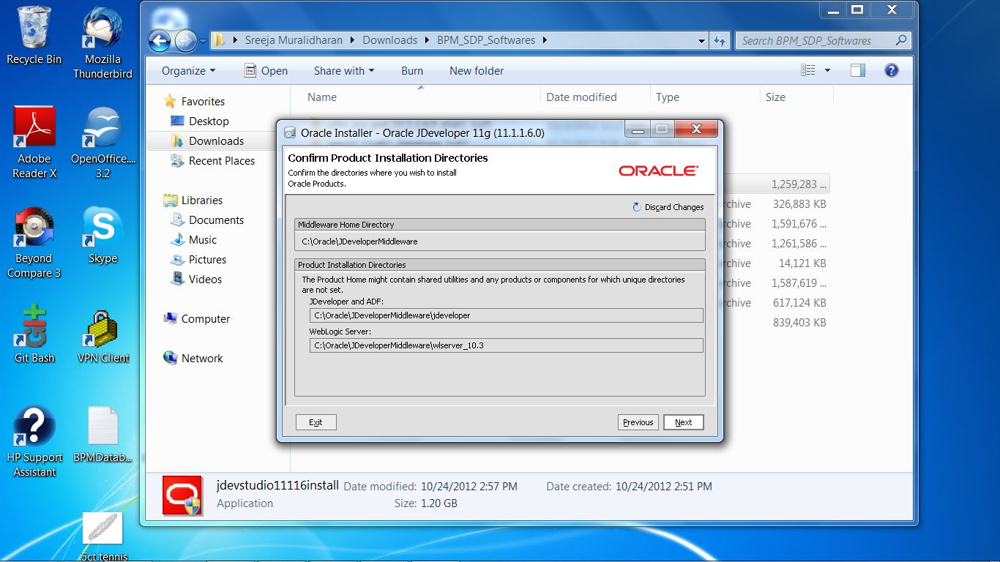 Recycle Bin
Mozilla
Thunderbird
Adobe
Reader X
OpenOffice....
3.2
Beyond
Compare 3
Skype
Git Bash
VPN Client
HP Support
Assistant
BPMDatab...
.5ct tennis
Sreeja Muralidharan Downloads BPM_SDP_Softwares
Search BPM_SDP_Softwares
Organize Open Share with Burn New folder
Name Date modified Type Size
Favorites
Desktop
Downloads
Recent Places
Libraries
Documents
Music
Pictures
Videos
Computer
Network
1,259,283 ...
rchive 326,883 KB
rchive 1,591,676 ...
rchive 1,261,586 ...
rchive 14,121 KB
rchive 1,587,619 ...
rchive 617,124 KB
839,403 KB
Oracle Installer - Oracle JDeveloper 11g (11.1.1.6.0)
Confirm Product Installation Directories
Confirm the directories where you wish to install
Oracle Products.
ORACLE
Discard Changes
Middleware Home Directory
C:\Oracle\JDeveloperMiddleware
Product Installation Directories
The Product Home might contain shared utilities and any products or components for which unique directories
are not set.
JDeveloper and ADF:
C:\Oracle\JDeveloperMiddleware\jdeveloper
WebLogic Server:
C:\Oracle\JDeveloperMiddleware\wlserver_10.3
Exit Previous Next
jdevstudio11116install Date modified: 10/24/2012 2:57 PM Date created: 10/24/2012 2:51 PM
Application Size: 1.20 GB